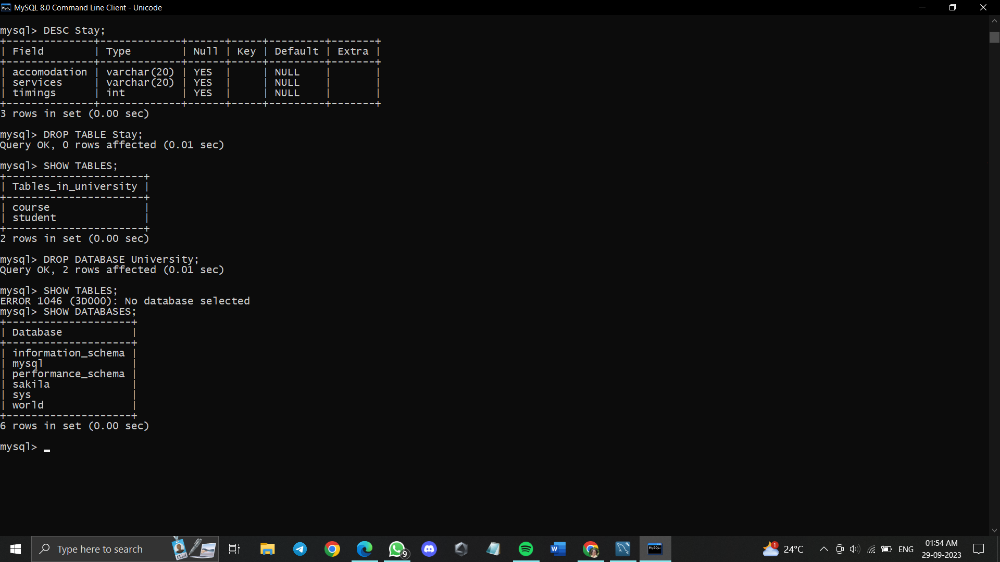 MySQL 8.0 Command Line Client - Unicode
mysql> DESC Stay;
+--------------+-------------+------+-----+---------+-------+
| Field        | Type        | Null | Key | Default | Extra |
+--------------+-------------+------+-----+---------+-------+
| accomodation | varchar(20) | YES  |     | NULL    |       |
| services     | varchar(20) | YES  |     | NULL    |       |
| timings      | int         | YES  |     | NULL    |       |
+--------------+-------------+------+-----+---------+-------+
3 rows in set (0.00 sec)
mysql> DROP TABLE Stay;
Query OK, 0 rows affected (0.01 sec)
mysql> SHOW TABLES;
+----------------------+
| Tables_in_university |
+----------------------+
| course               |
| student              |
+----------------------+
2 rows in set (0.00 sec)
mysql> DROP DATABASE University;
Query OK, 2 rows affected (0.01 sec)
mysql> SHOW TABLES;
ERROR 1046 (3D000): No database selected
mysql> SHOW DATABASES;
+--------------------+
| Database           |
+--------------------+
| information_schema |
| mysql              |
| performance_schema |
| sakila             |
| sys                |
| world              |
+--------------------+
6 rows in set (0.00 sec)
mysql> _
Type here to search
9
W
MySQL
1
24°C
ENG
01:54 AM
29-09-2023